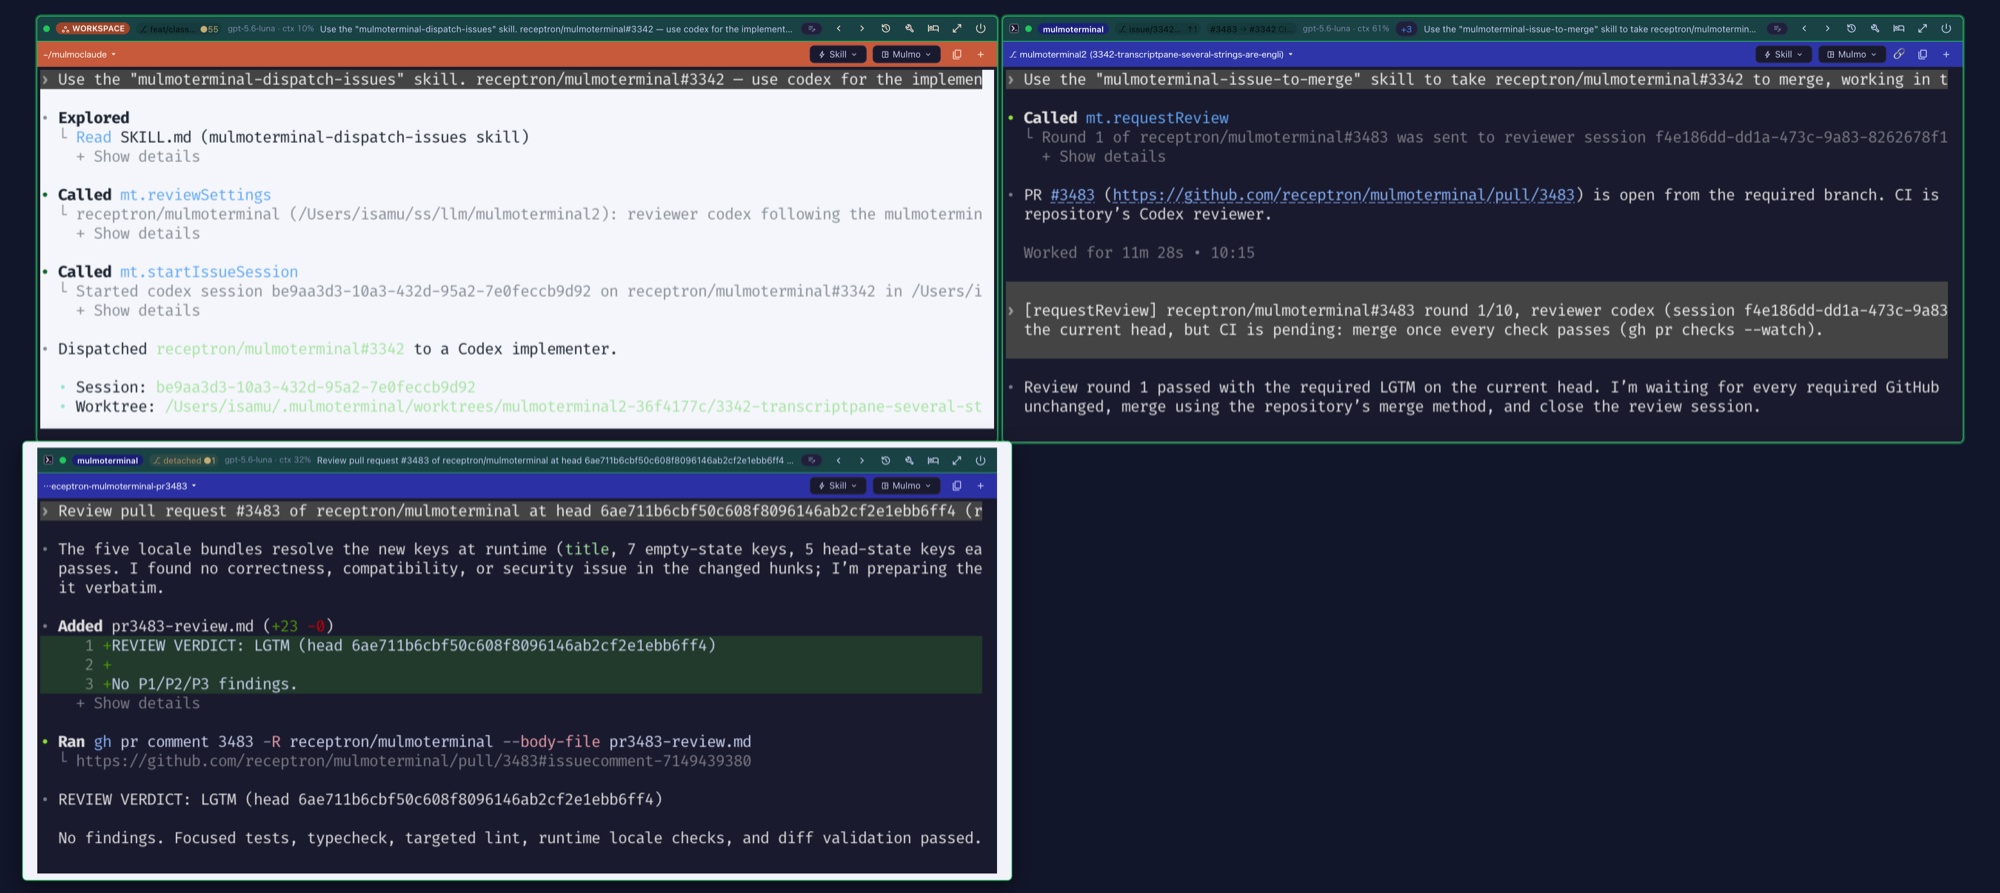 WORKSPACE feat/class... 55 gpt-5.6-luna · ctx 10% Use the "mulmoterminal-dispatch-issues" skill. receptron/mulmoterminal#3342 — use codex for the implement...
~/mulmoclaude Skill Mulmo
› Use the "mulmoterminal-dispatch-issues" skill. receptron/mulmoterminal#3342 — use codex for the implemen
• Explored
└ Read SKILL.md (mulmoterminal-dispatch-issues skill)
+ Show details
• Called mt.reviewSettings
└ receptron/mulmoterminal (/Users/isamu/ss/llm/mulmoterminal2): reviewer codex following the mulmotermin
+ Show details
• Called mt.startIssueSession
└ Started codex session be9aa3d3-10a3-432d-95a2-7e0feccb9d92 on receptron/mulmoterminal#3342 in /Users/i
+ Show details
• Dispatched receptron/mulmoterminal#3342 to a Codex implementer.
• Session: be9aa3d3-10a3-432d-95a2-7e0feccb9d92
• Worktree: /Users/isamu/.mulmoterminal/worktrees/mulmoterminal2-36f4177c/3342-transcriptpane-several-st
mulmoterminal issue/3342... ↑1 #3483 → #3342 CI... gpt-5.6-luna · ctx 61% +3 Use the "mulmoterminal-issue-to-merge" skill to take receptron/mulmotermin...
mulmoterminal2 (3342-transcriptpane-several-strings-are-engli) Skill Mulmo
› Use the "mulmoterminal-issue-to-merge" skill to take receptron/mulmoterminal#3342 to merge, working in t
• Called mt.requestReview
└ Round 1 of receptron/mulmoterminal#3483 was sent to reviewer session f4e186dd-dd1a-473c-9a83-8262678f1
+ Show details
• PR #3483 (https://github.com/receptron/mulmoterminal/pull/3483) is open from the required branch. CI is
repository’s Codex reviewer.
Worked for 11m 28s • 10:15
› [requestReview] receptron/mulmoterminal#3483 round 1/10, reviewer codex (session f4e186dd-dd1a-473c-9a83
the current head, but CI is pending: merge once every check passes (gh pr checks --watch).
• Review round 1 passed with the required LGTM on the current head. I’m waiting for every required GitHub
unchanged, merge using the repository’s merge method, and close the review session.
mulmoterminal detached 1 gpt-5.6-luna · ctx 32% Review pull request #3483 of receptron/mulmoterminal at head 6ae711b6cbf50c608f8096146ab2cf2e1ebb6ff4 ...
···eceptron-mulmoterminal-pr3483 Skill Mulmo
› Review pull request #3483 of receptron/mulmoterminal at head 6ae711b6cbf50c608f8096146ab2cf2e1ebb6ff4 (r
• The five locale bundles resolve the new keys at runtime (title, 7 empty-state keys, 5 head-state keys ea
passes. I found no correctness, compatibility, or security issue in the changed hunks; I’m preparing the
it verbatim.
• Added pr3483-review.md (+23 -0)
1 +REVIEW VERDICT: LGTM (head 6ae711b6cbf50c608f8096146ab2cf2e1ebb6ff4)
2 +
3 +No P1/P2/P3 findings.
+ Show details
• Ran gh pr comment 3483 -R receptron/mulmoterminal --body-file pr3483-review.md
└ https://github.com/receptron/mulmoterminal/pull/3483#issuecomment-7149439380
• REVIEW VERDICT: LGTM (head 6ae711b6cbf50c608f8096146ab2cf2e1ebb6ff4)
No findings. Focused tests, typecheck, targeted lint, runtime locale checks, and diff validation passed.